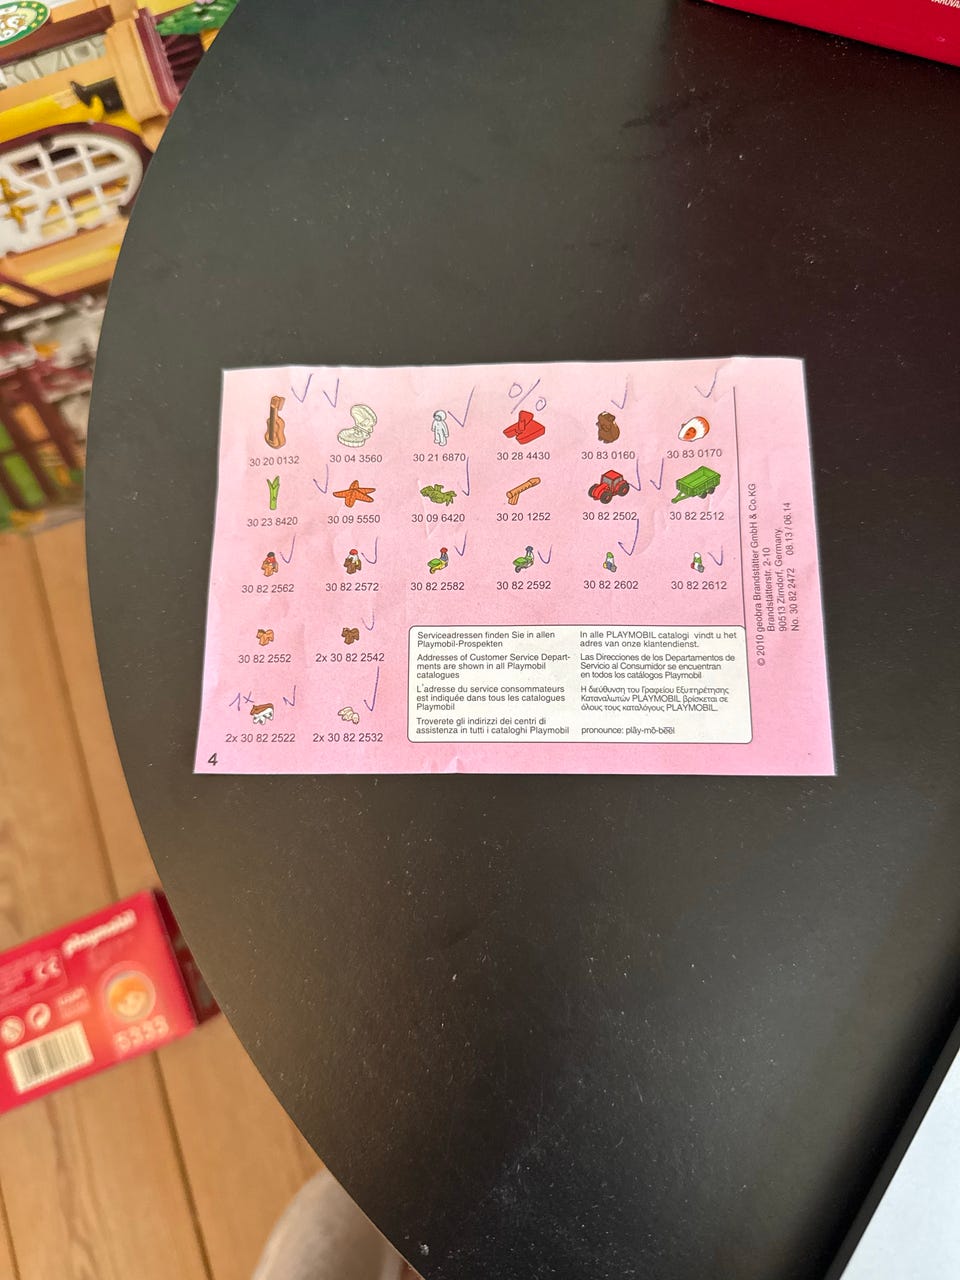 %
30 20 0132 30 04 3560 30 21 6870 30 28 4430 30 83 0160 30 83 0170
30 23 8420 30 09 5550 30 09 6420 30 20 1252 30 82 2502 30 82 2512
30 82 2562 30 82 2572 30 82 2582 30 82 2592 30 82 2602 30 82 2612
30 82 2552 2x 30 82 2542
1x
2x 30 82 2522 2x 30 82 2532
4
Serviceadressen finden Sie in allen
Playmobil-Prospekten
Addresses of Customer Service Depart-
ments are shown in all Playmobil
catalogues
L'adresse du service consommateurs
est indiquée dans tous les catalogues
Playmobil
Troverete gli indirizzi dei centri di
assistenza in tutti i cataloghi Playmobil
In alle PLAYMOBIL catalogi vindt u het
adres van onze klantendienst.
Las Direcciones de los Departamentos de
Servicio al Consumidor se encuentran
en todos los catálogos Playmobil
Η διεύθυνση του Γραφείου Εξυπηρέτησης
Καταναλωτών PLAYMOBIL βρίσκεται σε
όλους τους καταλόγους PLAYMOBIL.
pronounce: plāy-mō-bēēl
© 2010 geobra Brandstätter GmbH & Co.KG
Brandstätterstr. 2-10
90513 Zirndorf, Germany
No. 30 82 2472 08.13 / 06.14
playmobil
CE
5333